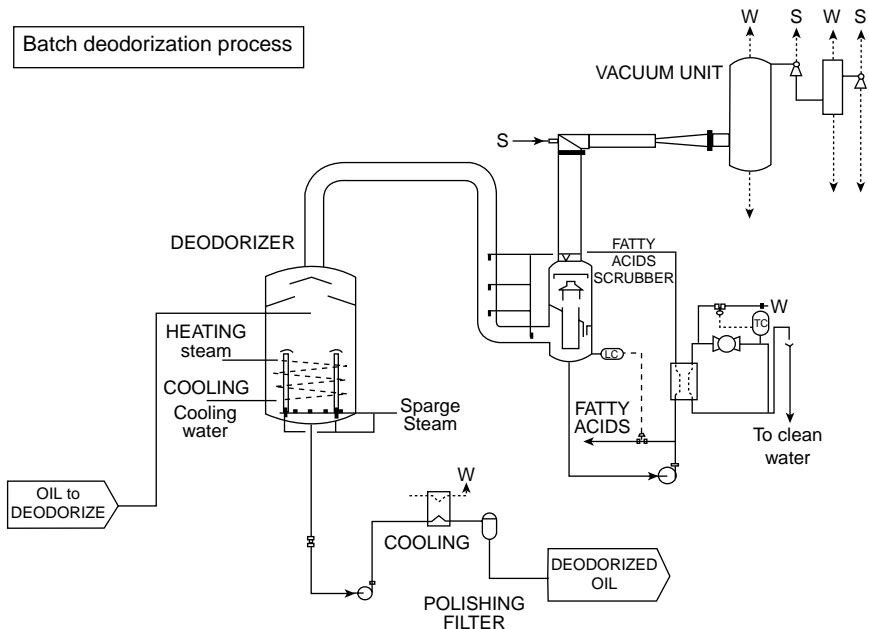 Batch deodorization process
W
S
W
S
VACUUM UNIT
S
DEODORIZER
FATTY
ACIDS
SCRUBBER
W
TC
HEATING
steam
LC
COOLING
Cooling
water
Sparge
Steam
FATTY
ACIDS
To clean
water
W
OIL to
DEODORIZE
COOLING
DEODORIZED
OIL
POLISHING
FILTER